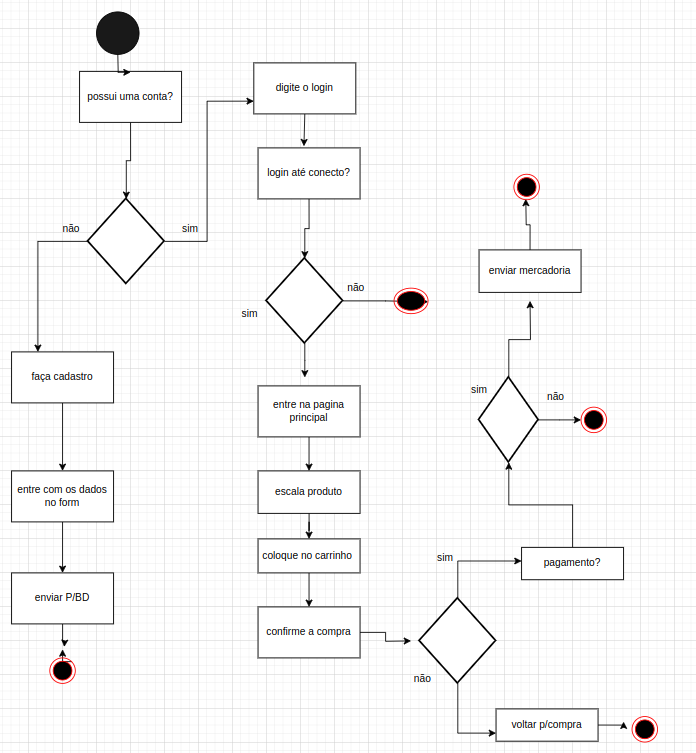 possui uma conta?
não
sim
faça cadastro
entre com os dados
no form
enviar P/BD
digite o login
login até conecto?
não
sim
entre na pagina
principal
escala produto
coloque no carrinho
confirme a compra
sim
não
voltar p/compra
pagamento?
sim
não
enviar mercadoria